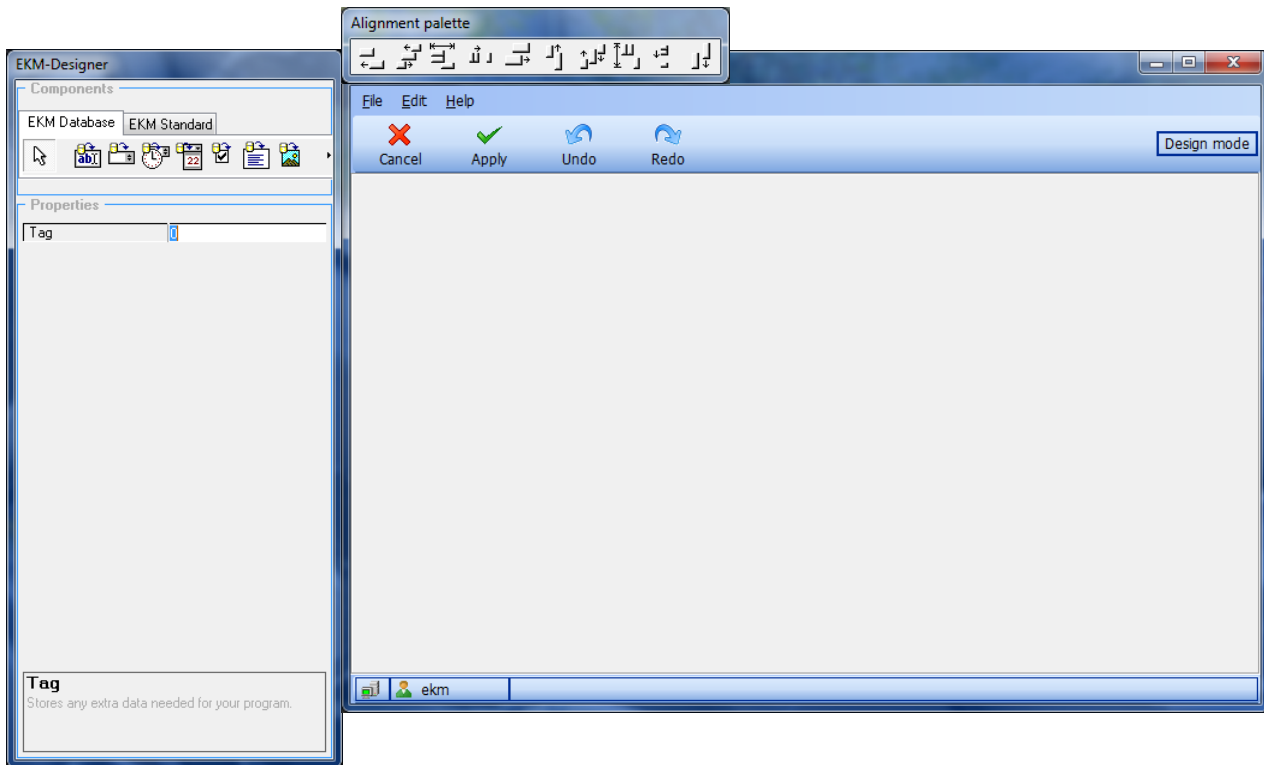 Alignment palette
EKM-Designer
Components
EKM Database EKM Standard
ab
22
Properties
Tag 0
File Edit Help
Cancel Apply Undo Redo
Design mode
Tag
Stores any extra data needed for your program.
ekm